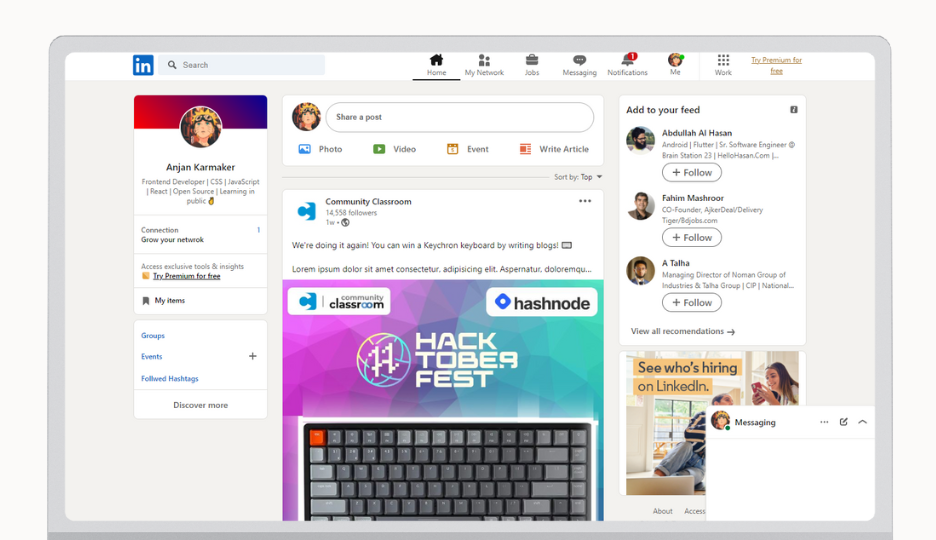 in
Search
Home
My Network
Jobs
Messaging
1
Notifications
Me
Work
Try Premium for
free
Anjan Karmaker
Frontend Developer | CSS | JavaScript
| React | Open Source | Learning in
public
Connection 1
Grow your netwrok
Access exclusive tools & insights
Try Premium for free
My items
Groups
Events +
Follwed Hashtags
Discover more
Share a post
Photo
Video
Event
Write Article
Sort by: Top
Community Classroom
14,558 followers
1w •
We're doing it again! You can win a Keychron keyboard by writing blogs!
Lorem ipsum dolor sit amet consectetur, adipisicing elit. Aspernatur, doloremqu...
community
classroom
hashnode
HACK
TOBER
FEST
Add to your feed
Abdullah Al Hasan
Android | Flutter | Sr. Software Engineer @
Brain Station 23 | HelloHasan.Com |...
+ Follow
Fahim Mashroor
CO-Founder, AjkerDeal/Delivery
Tiger/Bdjobs.com
+ Follow
A Talha
Managing Director of Noman Group of
Industries & Talha Group | CIP | National...
+ Follow
View all recomendations →
See who's hiring
on LinkedIn.
Messaging
About Access